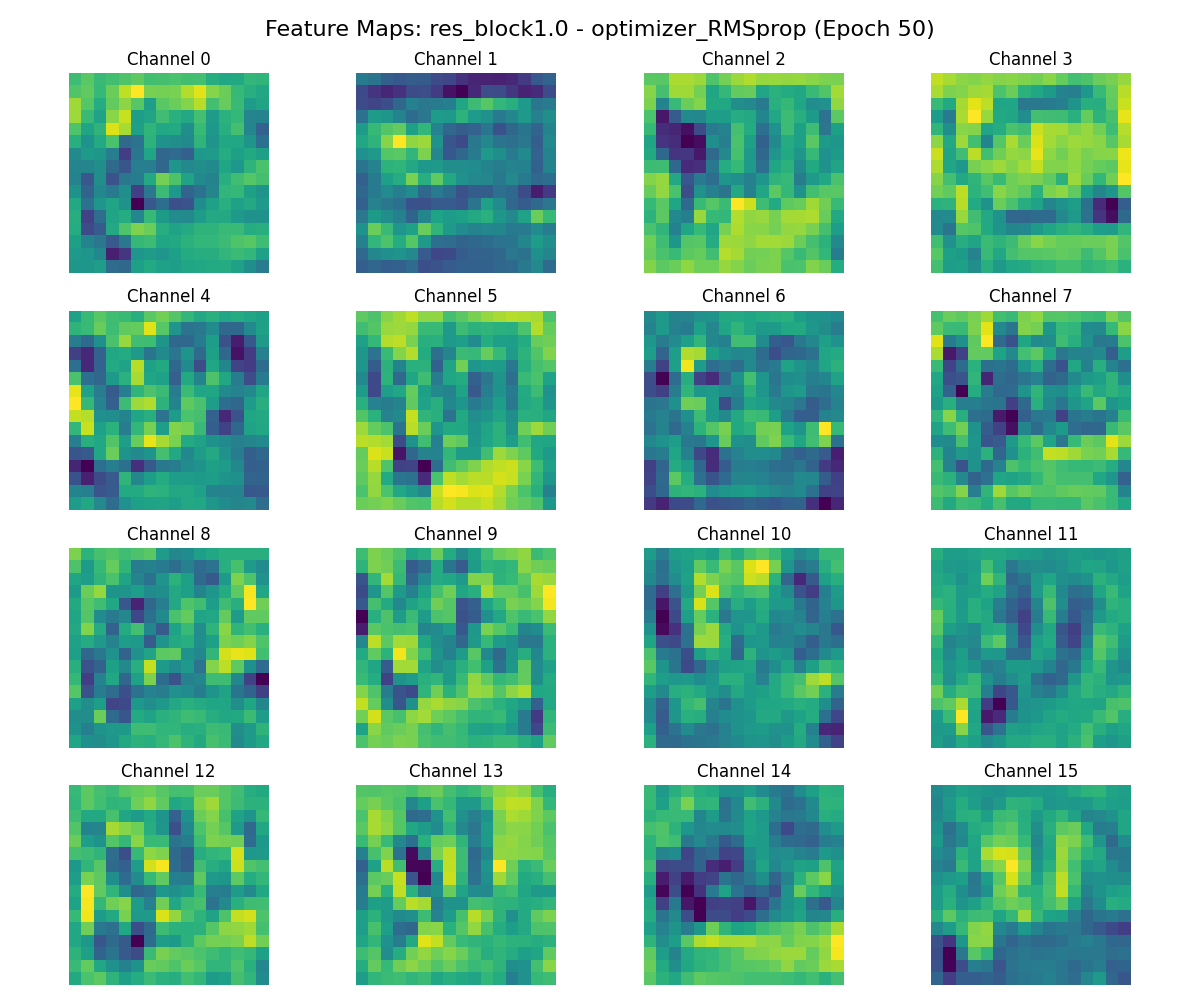 Feature Maps: res_block1.0 - optimizer_RMSprop (Epoch 50)
Channel 0
Channel 1
Channel 2
Channel 3
Channel 4
Channel 5
Channel 6
Channel 7
Channel 8
Channel 9
Channel 10
Channel 11
Channel 12
Channel 13
Channel 14
Channel 15